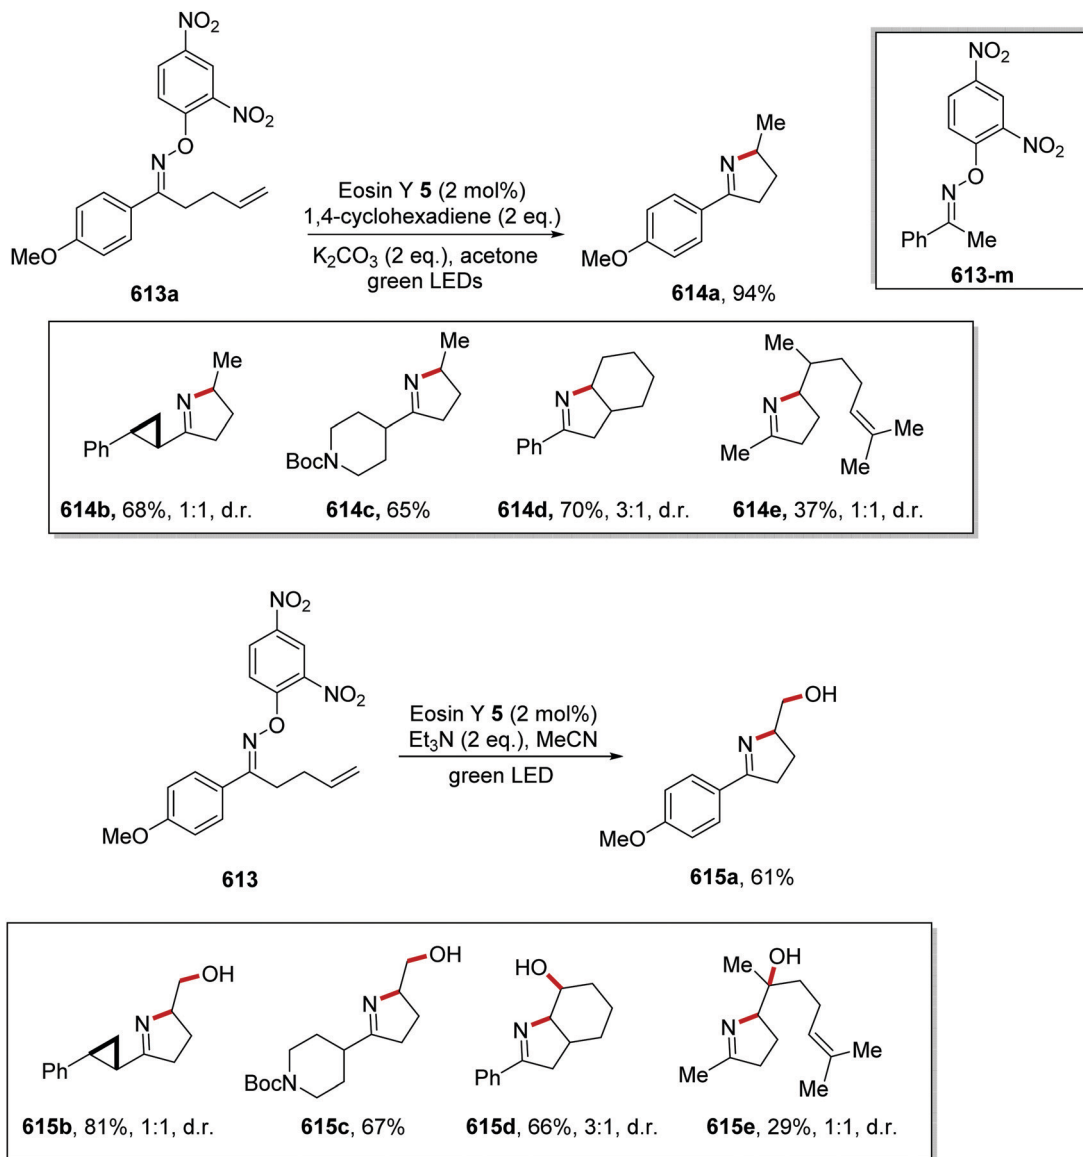 NO₂
NO₂
O
N
MeO
613a
Eosin Y 5 (2 mol%)
1,4-cyclohexadiene (2 eq.)
K₂CO₃ (2 eq.), acetone
green LEDs
Me
N
MeO
614a, 94%
NO₂
NO₂
O
N
Ph
Me
613-m
Me
N
Ph
614b, 68%, 1:1, d.r.
Me
N
BocN
614c, 65%
N
Ph
614d, 70%, 3:1, d.r.
Me
N
Me
Me
Me
614e, 37%, 1:1, d.r.
NO₂
NO₂
O
N
MeO
613
Eosin Y 5 (2 mol%)
Et₃N (2 eq.), MeCN
green LED
OH
N
MeO
615a, 61%
OH
N
Ph
615b, 81%, 1:1, d.r.
OH
N
BocN
615c, 67%
HO
N
Ph
615d, 66%, 3:1, d.r.
Me OH
N
Me
Me
Me
615e, 29%, 1:1, d.r.